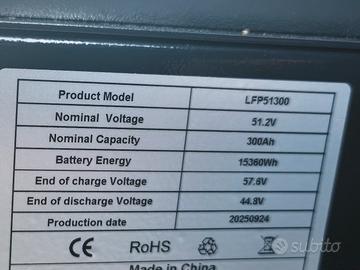 Product Model LFP51300
Nominal Voltage 51.2V
Nominal Capacity 300Ah
Battery Energy 15360Wh
End of charge Voltage 57.6V
End of discharge Voltage 44.8V
Production date 20250924
CE RoHS
Made in China
subito